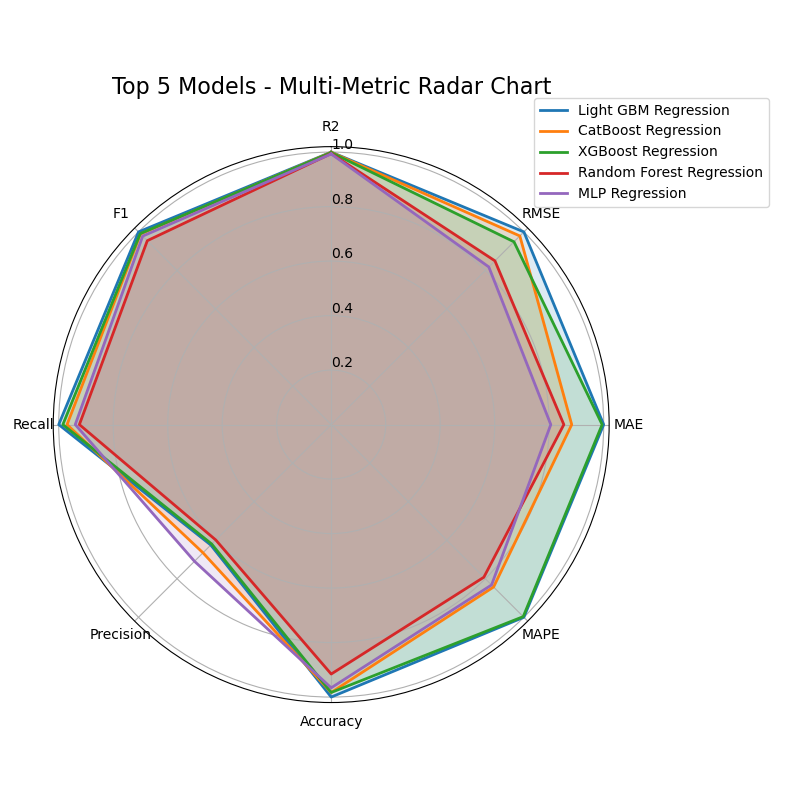 Top 5 Models - Multi-Metric Radar Chart
Light GBM Regression
CatBoost Regression
XGBoost Regression
Random Forest Regression
MLP Regression
R2
1.0
0.8
0.6
0.4
0.2
F1
RMSE
Recall
MAE
Precision
MAPE
Accuracy